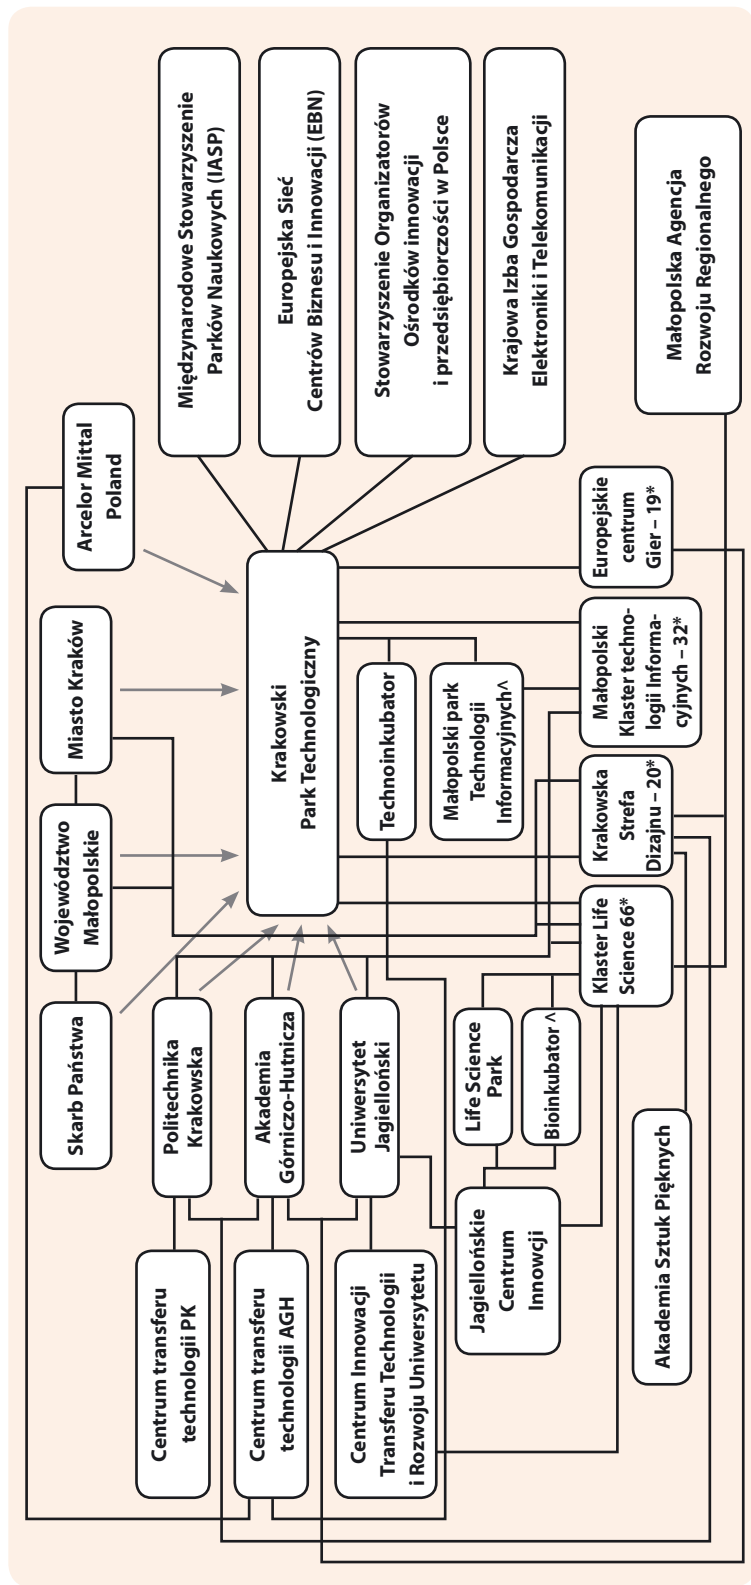 Skarb Państwa
Województwo
Małopolskie
Miasto Kraków
Arcelor Mittal
Poland
Centrum transferu
technologii PK
Politechnika
Krakowska
Międzynarodowe Stowarzyszenie
Parków Naukowych (IASP)
Centrum transferu
technologii AGH
Akademia
Górniczo-Hutnicza
Krakowski
Park Technologiczny
Europejska Sieć
Centrów Biznesu i Innowacji (EBN)
Centrum Innowacji
Transferu Technologii
i Rozwoju Uniwersytetu
Uniwersytet
Jagielloński
Technoinkubator
Stowarzyszenie Organizatorów
Ośrodków innowacji
i przedsiębiorczości w Polsce
Jagiellońskie
Centrum
Innowcji
Life Science
Park
Bioinkubator ^
Małopolski park
Technologii
Informacyjnych^
Krajowa Izba Gospodarcza
Elektroniki i Telekomunikacji
Klaster Life
Science 66*
Krakowska
Strefa
Dizajnu – 20*
Małopolski
Klaster techno-
logii Informa-
cyjnych – 32*
Europejskie
centrum
Gier – 19*
Akademia Sztuk Pięknych
Małopolska Agencja
Rozwoju Regionalnego